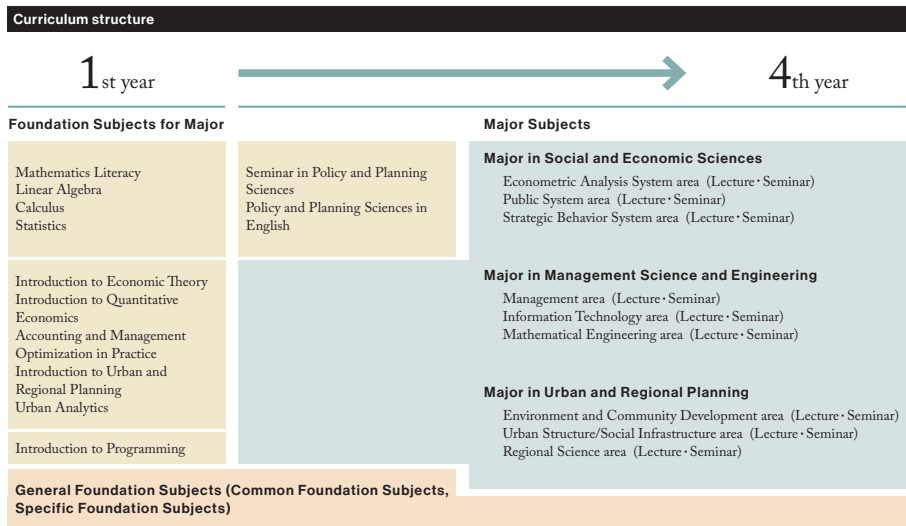 Curriculum structure
1st year
4th year
Foundation Subjects for Major
Mathematics Literacy
Linear Algebra
Calculus
Statistics
Introduction to Economic Theory
Introduction to Quantitative
Economics
Accounting and Management
Optimization in Practice
Introduction to Urban and
Regional Planning
Urban Analytics
Introduction to Programming
Seminar in Policy and Planning
Sciences
Policy and Planning Sciences in
English
Major Subjects
Major in Social and Economic Sciences
Econometric Analysis System area (Lecture・Seminar)
Public System area (Lecture・Seminar)
Strategic Behavior System area (Lecture・Seminar)
Major in Management Science and Engineering
Management area (Lecture・Seminar)
Information Technology area (Lecture・Seminar)
Mathematical Engineering area (Lecture・Seminar)
Major in Urban and Regional Planning
Environment and Community Development area (Lecture・Seminar)
Urban Structure/Social Infrastructure area (Lecture・Seminar)
Regional Science area (Lecture・Seminar)
General Foundation Subjects (Common Foundation Subjects,
Specific Foundation Subjects)